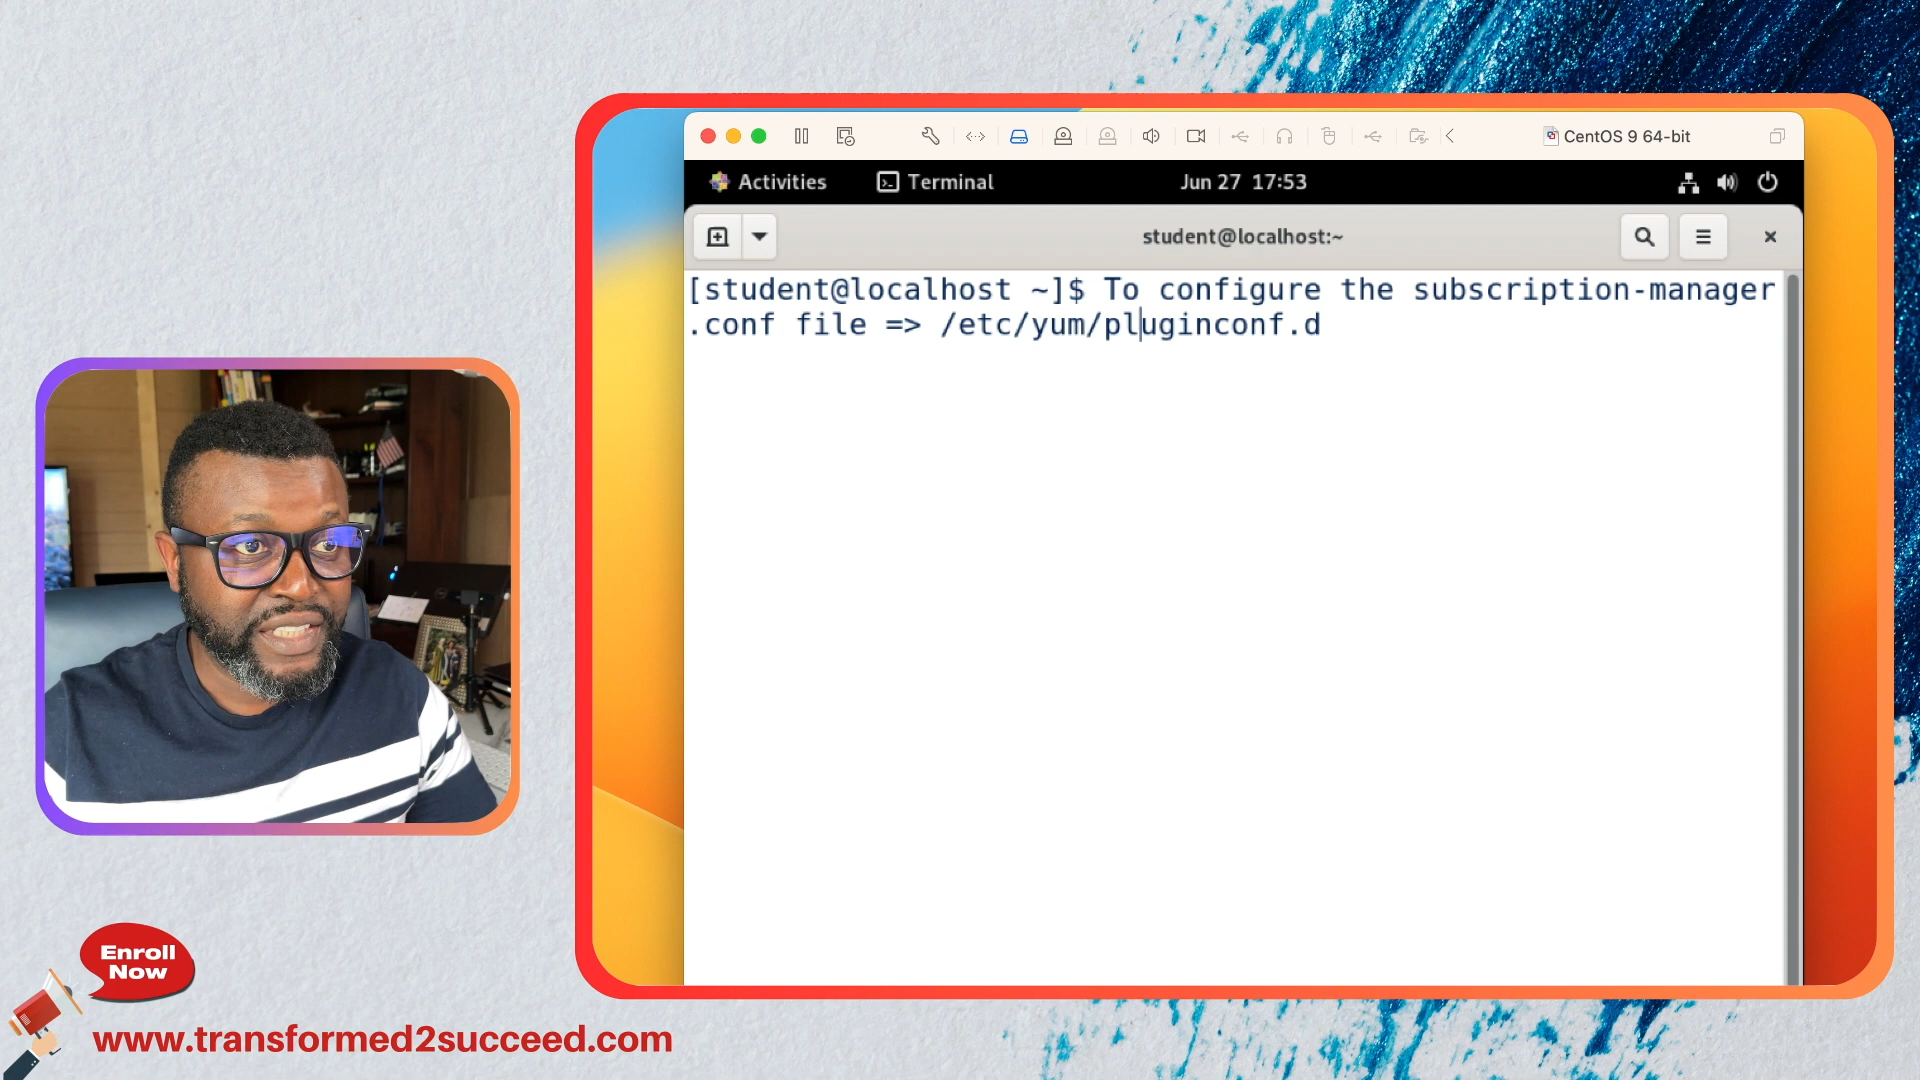 CentOS 9 64-bit
Activities Terminal Jun 27 17:53
student@localhost:~
[student@localhost ~]$ To configure the subscription-manager
.conf file => /etc/yum/pluginconf.d
Enroll
Now
www.transformed2succeed.com